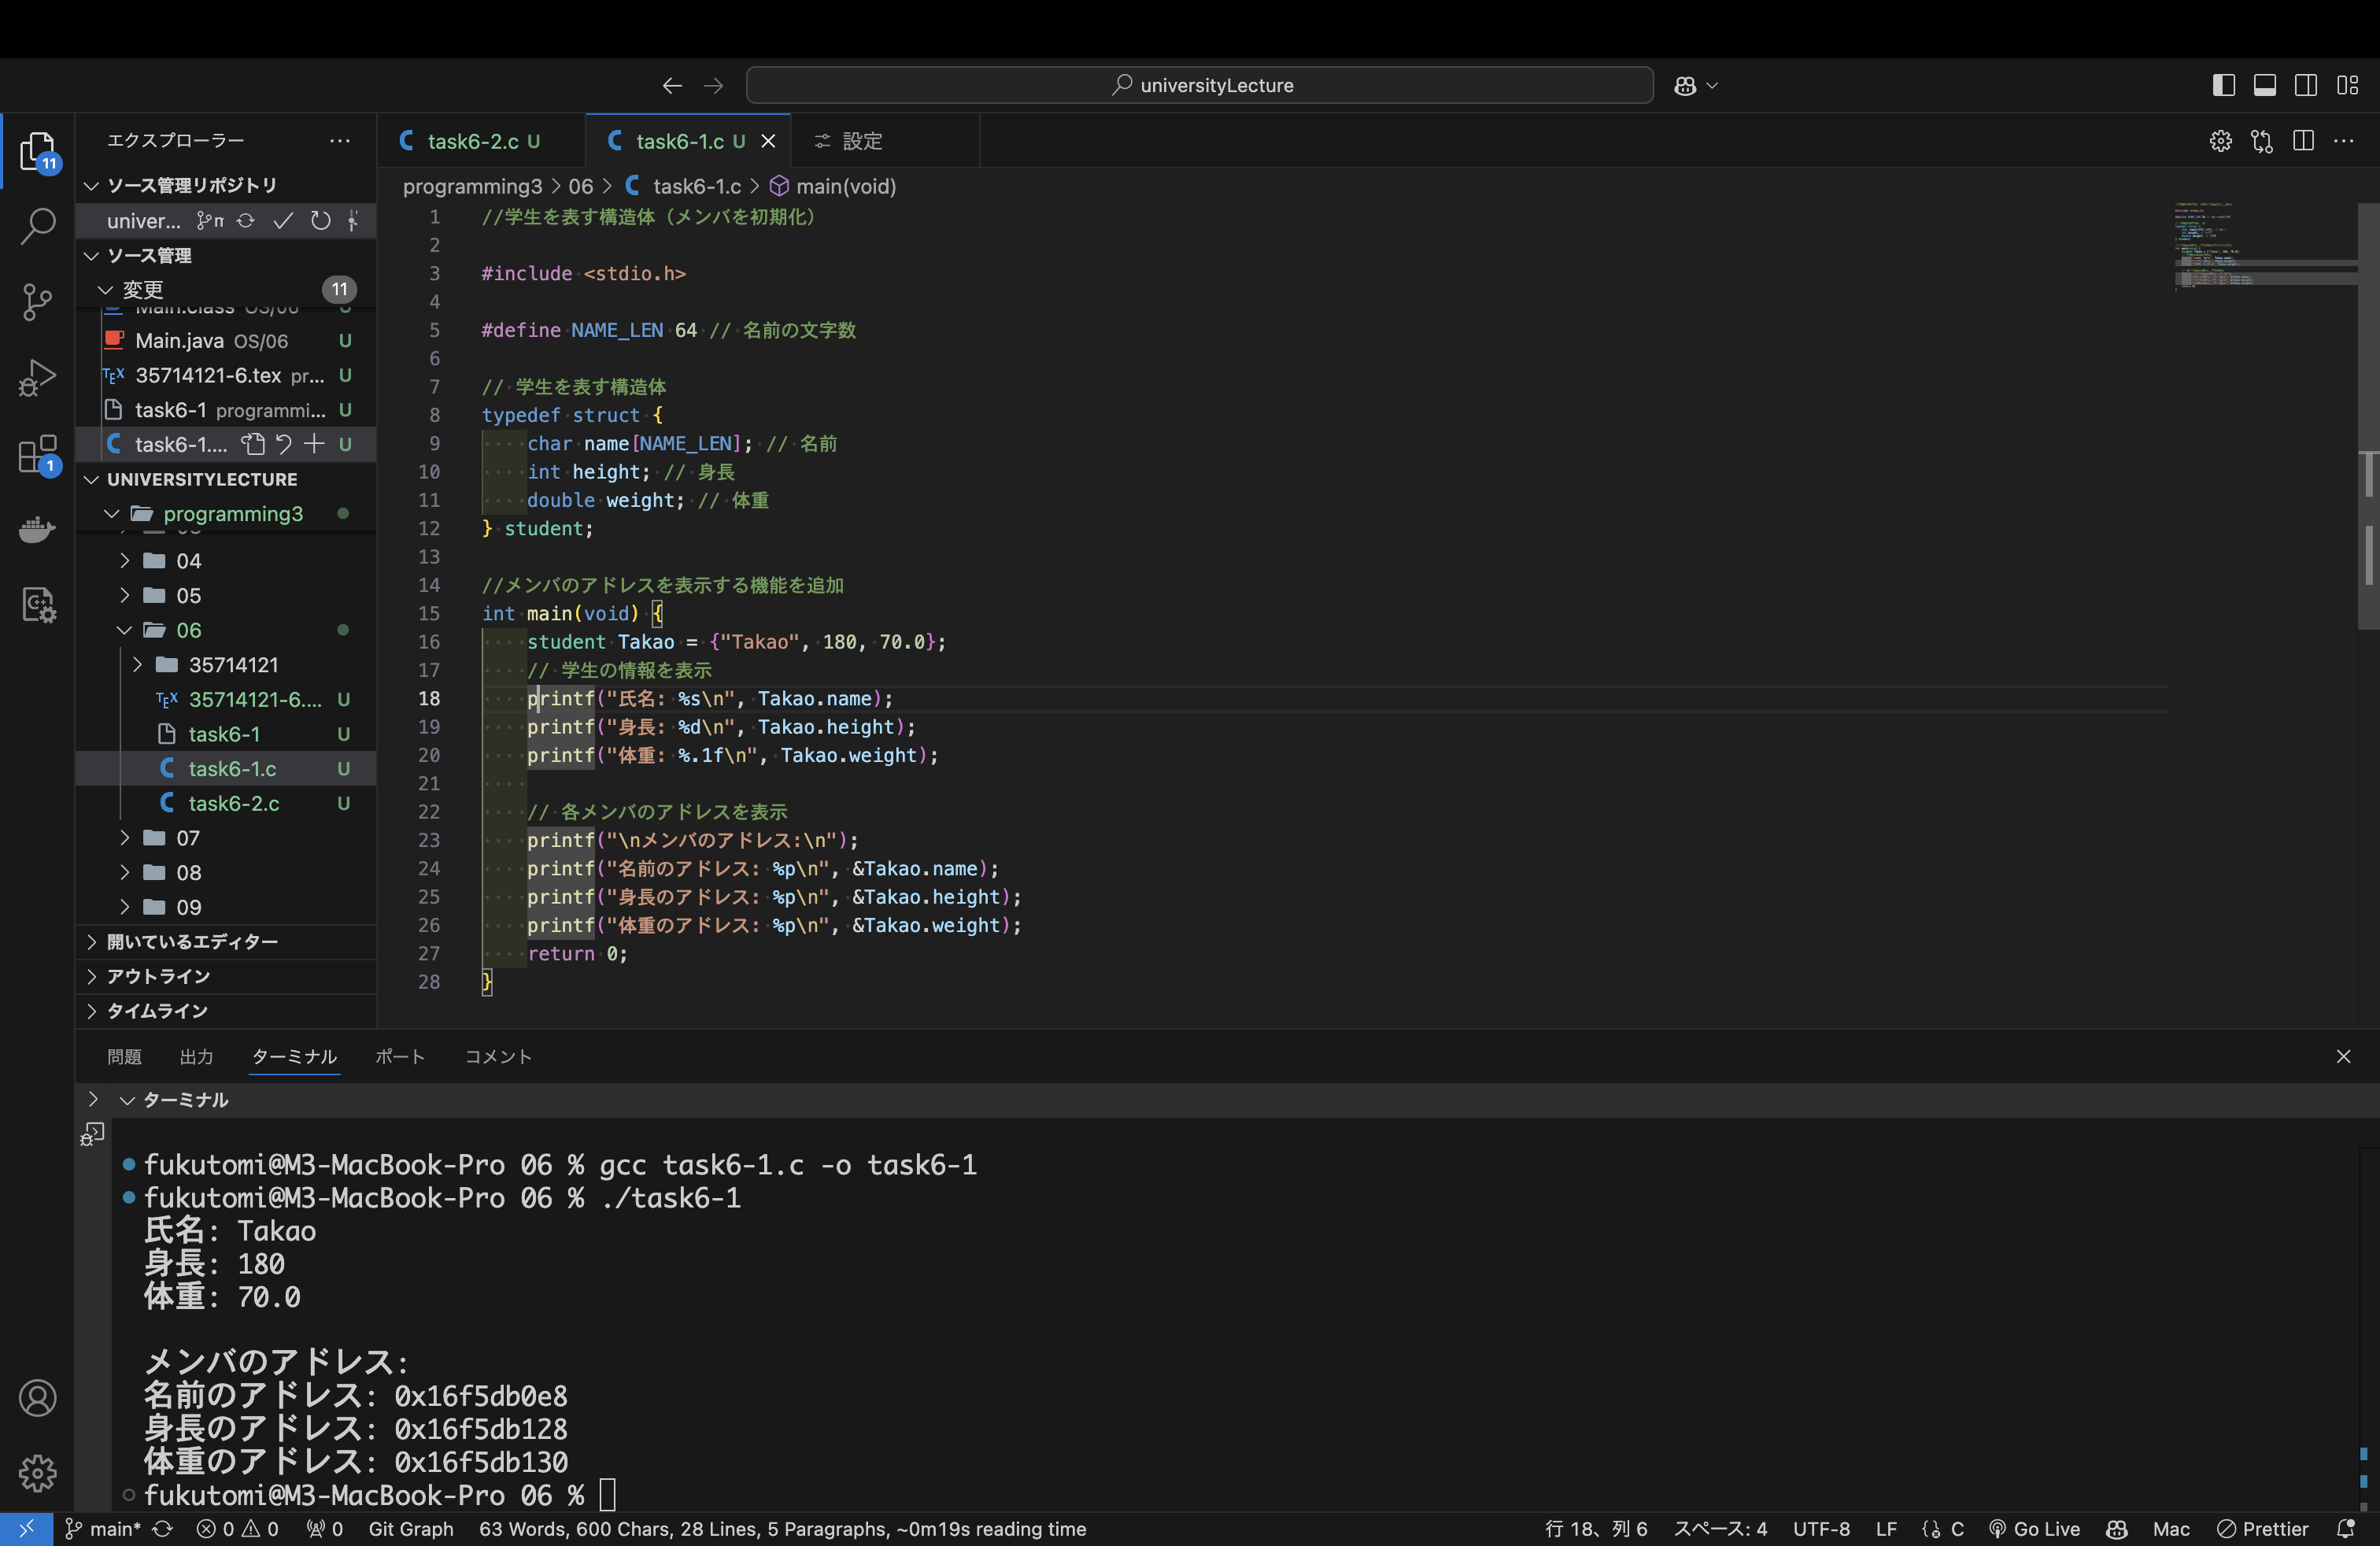 universityLecture
エクスプローラー
11
ソース管理リポジトリ
univer...
ソース管理
変更 11
Main.class OS/06 U
Main.java OS/06 U
35714121-6.tex pr... U
task6-1 programmi... U
task6-1.... U
1
UNIVERSITYLECTURE
programming3
04
05
06
35714121
35714121-6.... U
task6-1 U
task6-1.c U
task6-2.c U
07
08
09
開いているエディター
アウトライン
タイムライン
task6-2.c U
task6-1.c U
設定
programming3 > 06 > C task6-1.c > main(void)
1 //学生を表す構造体（メンバを初期化）
2
3 #include <stdio.h>
4
5 #define NAME_LEN 64 // 名前の文字数
6
7 // 学生を表す構造体
8 typedef struct {
9 char name[NAME_LEN]; // 名前
10 int height; // 身長
11 double weight; // 体重
12 } student;
13
14 //メンバのアドレスを表示する機能を追加
15 int main(void) {
16 student Takao = {"Takao", 180, 70.0};
17 // 学生の情報を表示
18 printf("氏名: %s\n", Takao.name);
19 printf("身長: %d\n", Takao.height);
20 printf("体重: %.1f\n", Takao.weight);
21
22 // 各メンバのアドレスを表示
23 printf("\nメンバのアドレス:\n");
24 printf("名前のアドレス: %p\n", &Takao.name);
25 printf("身長のアドレス: %p\n", &Takao.height);
26 printf("体重のアドレス: %p\n", &Takao.weight);
27 return 0;
28 }
問題 出力 ターミナル ポート コメント
ターミナル
fukutomi@M3-MacBook-Pro 06 % gcc task6-1.c -o task6-1
fukutomi@M3-MacBook-Pro 06 % ./task6-1
氏名: Takao
身長: 180
体重: 70.0
メンバのアドレス:
名前のアドレス: 0x16f5db0e8
身長のアドレス: 0x16f5db128
体重のアドレス: 0x16f5db130
fukutomi@M3-MacBook-Pro 06 %
main* 0 0 0 Git Graph 63 Words, 600 Chars, 28 Lines, 5 Paragraphs, ~0m19s reading time 行 18、列 6 スペース: 4 UTF-8 LF C Go Live Mac Prettier